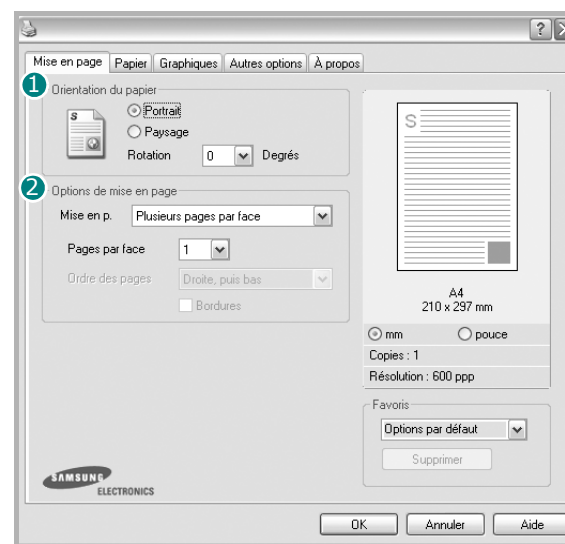 Mise en page Papier Graphiques Autres options À propos
1 Orientation du papier
S
Portrait
Paysage
Rotation 0 Degrés
2 Options de mise en page
Mise en p. Plusieurs pages par face
Pages par face 1
Ordre des pages Droite, puis bas
Bordures
S
A4
210 x 297 mm
mm pouce
Copies : 1
Résolution : 600 ppp
Favoris
Options par défaut
Supprimer
SAMSUNG
ELECTRONICS
OK Annuler Aide